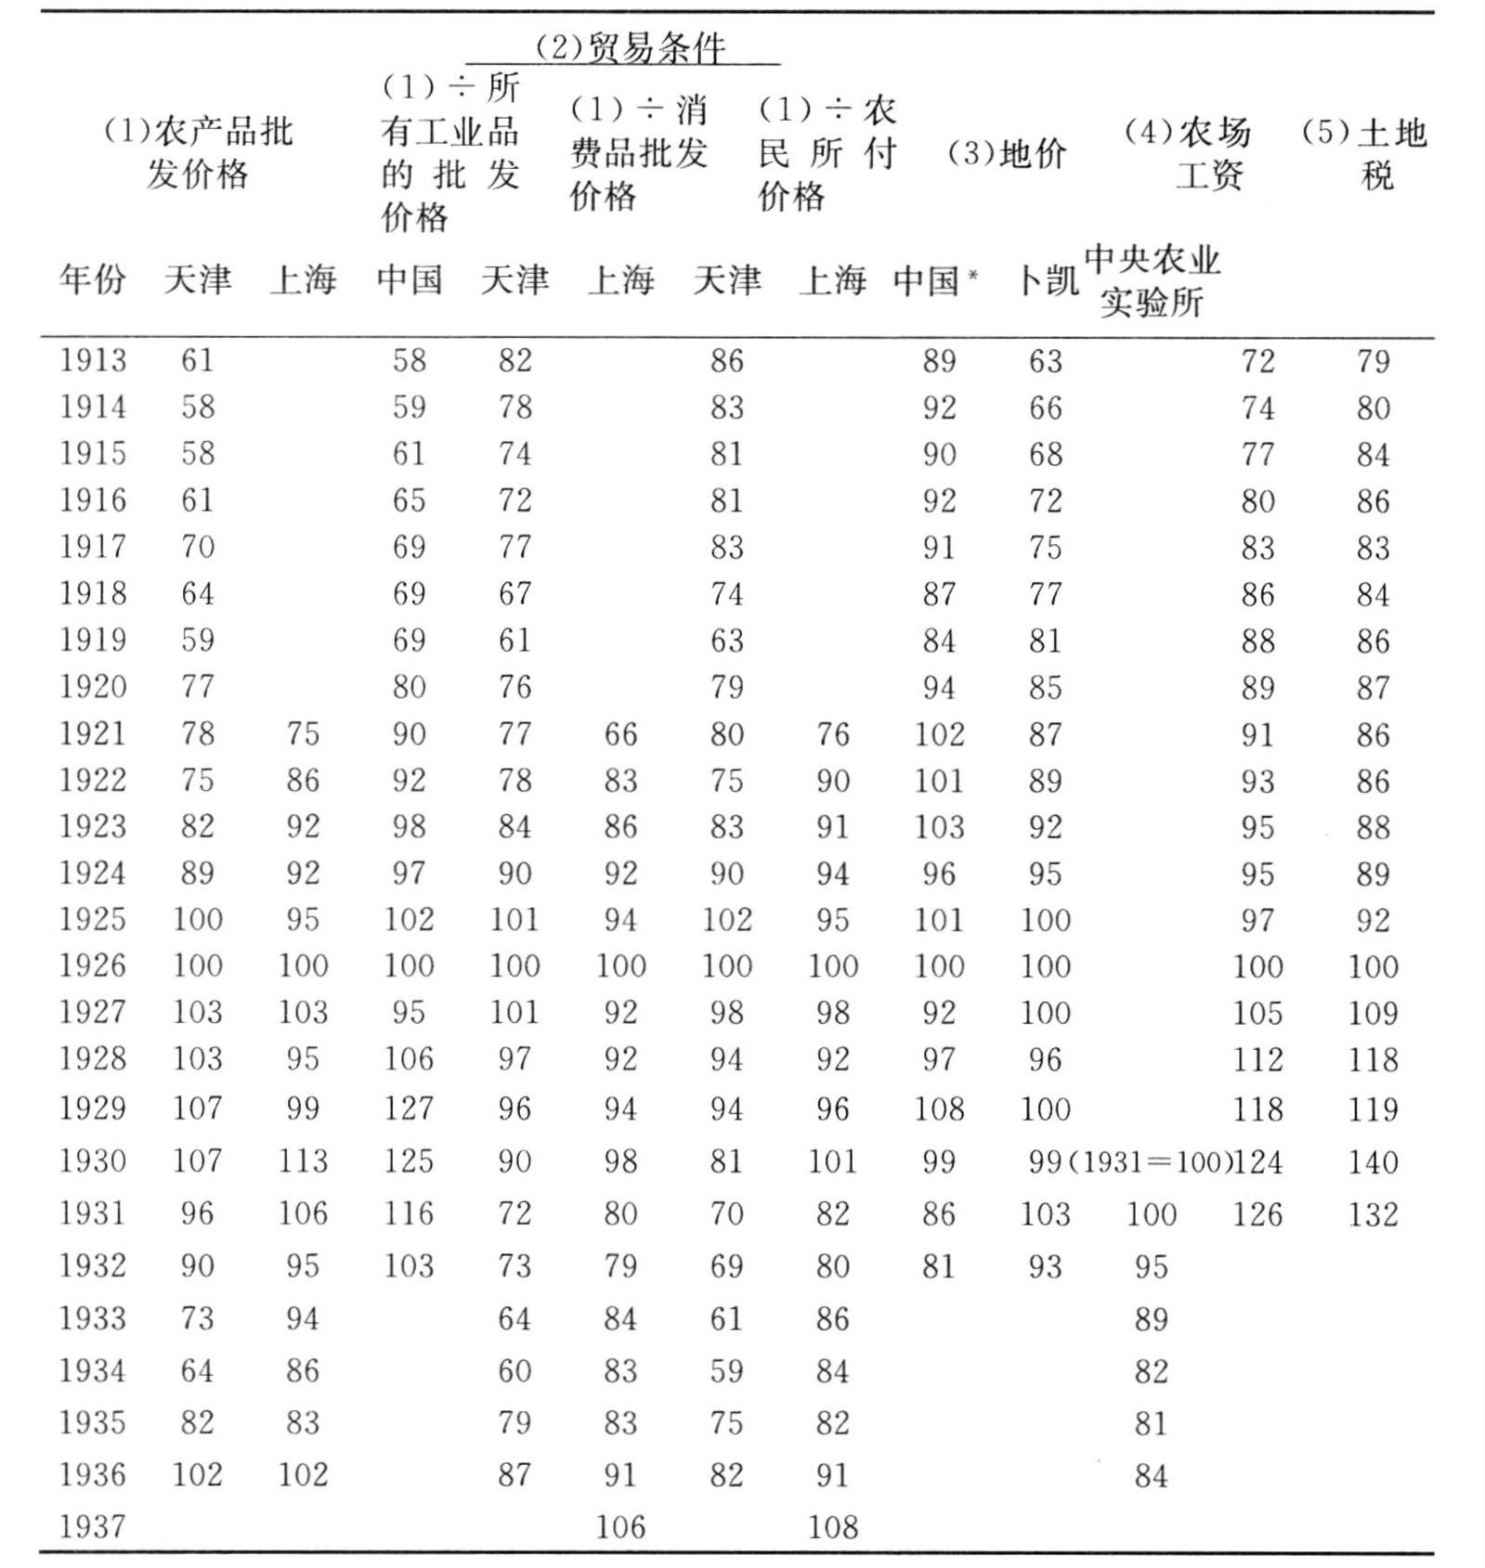 (2)贸易条件
(1)农产品批发价格 (1)÷所有工业品的批发价格 (1)÷消费品批发价格 (1)÷农民所付价格 (3)地价 (4)农场工资 (5)土地税
年份 天津 上海 中国 天津 上海 天津 上海 中国* 卜凯 中央农业实验所
1913 61 58 82 86 89 63 72 79
1914 58 59 78 83 92 66 74 80
1915 58 61 74 81 90 68 77 84
1916 61 65 72 81 92 72 80 86
1917 70 69 77 83 91 75 83 83
1918 64 69 67 74 87 77 86 84
1919 59 69 61 63 84 81 88 86
1920 77 80 76 79 94 85 89 87
1921 78 75 90 77 66 80 76 102 87 91 86
1922 75 86 92 78 83 75 90 101 89 93 86
1923 82 92 98 84 86 83 91 103 92 95 88
1924 89 92 97 90 92 90 94 96 95 95 89
1925 100 95 102 101 94 102 95 101 100 97 92
1926 100 100 100 100 100 100 100 100 100 100 100
1927 103 103 95 101 92 98 98 92 100 105 109
1928 103 95 106 97 92 94 92 97 96 112 118
1929 107 99 127 96 94 94 96 108 100 118 119
1930 107 113 125 90 98 81 101 99 99(1931=100)124 140
1931 96 106 116 72 80 70 82 86 103 100 126 132
1932 90 95 103 73 79 69 80 81 93 95
1933 73 94 64 84 61 86 89
1934 64 86 60 83 59 84 82
1935 82 83 79 83 75 82 81
1936 102 102 87 91 82 91 84
1937 106 108